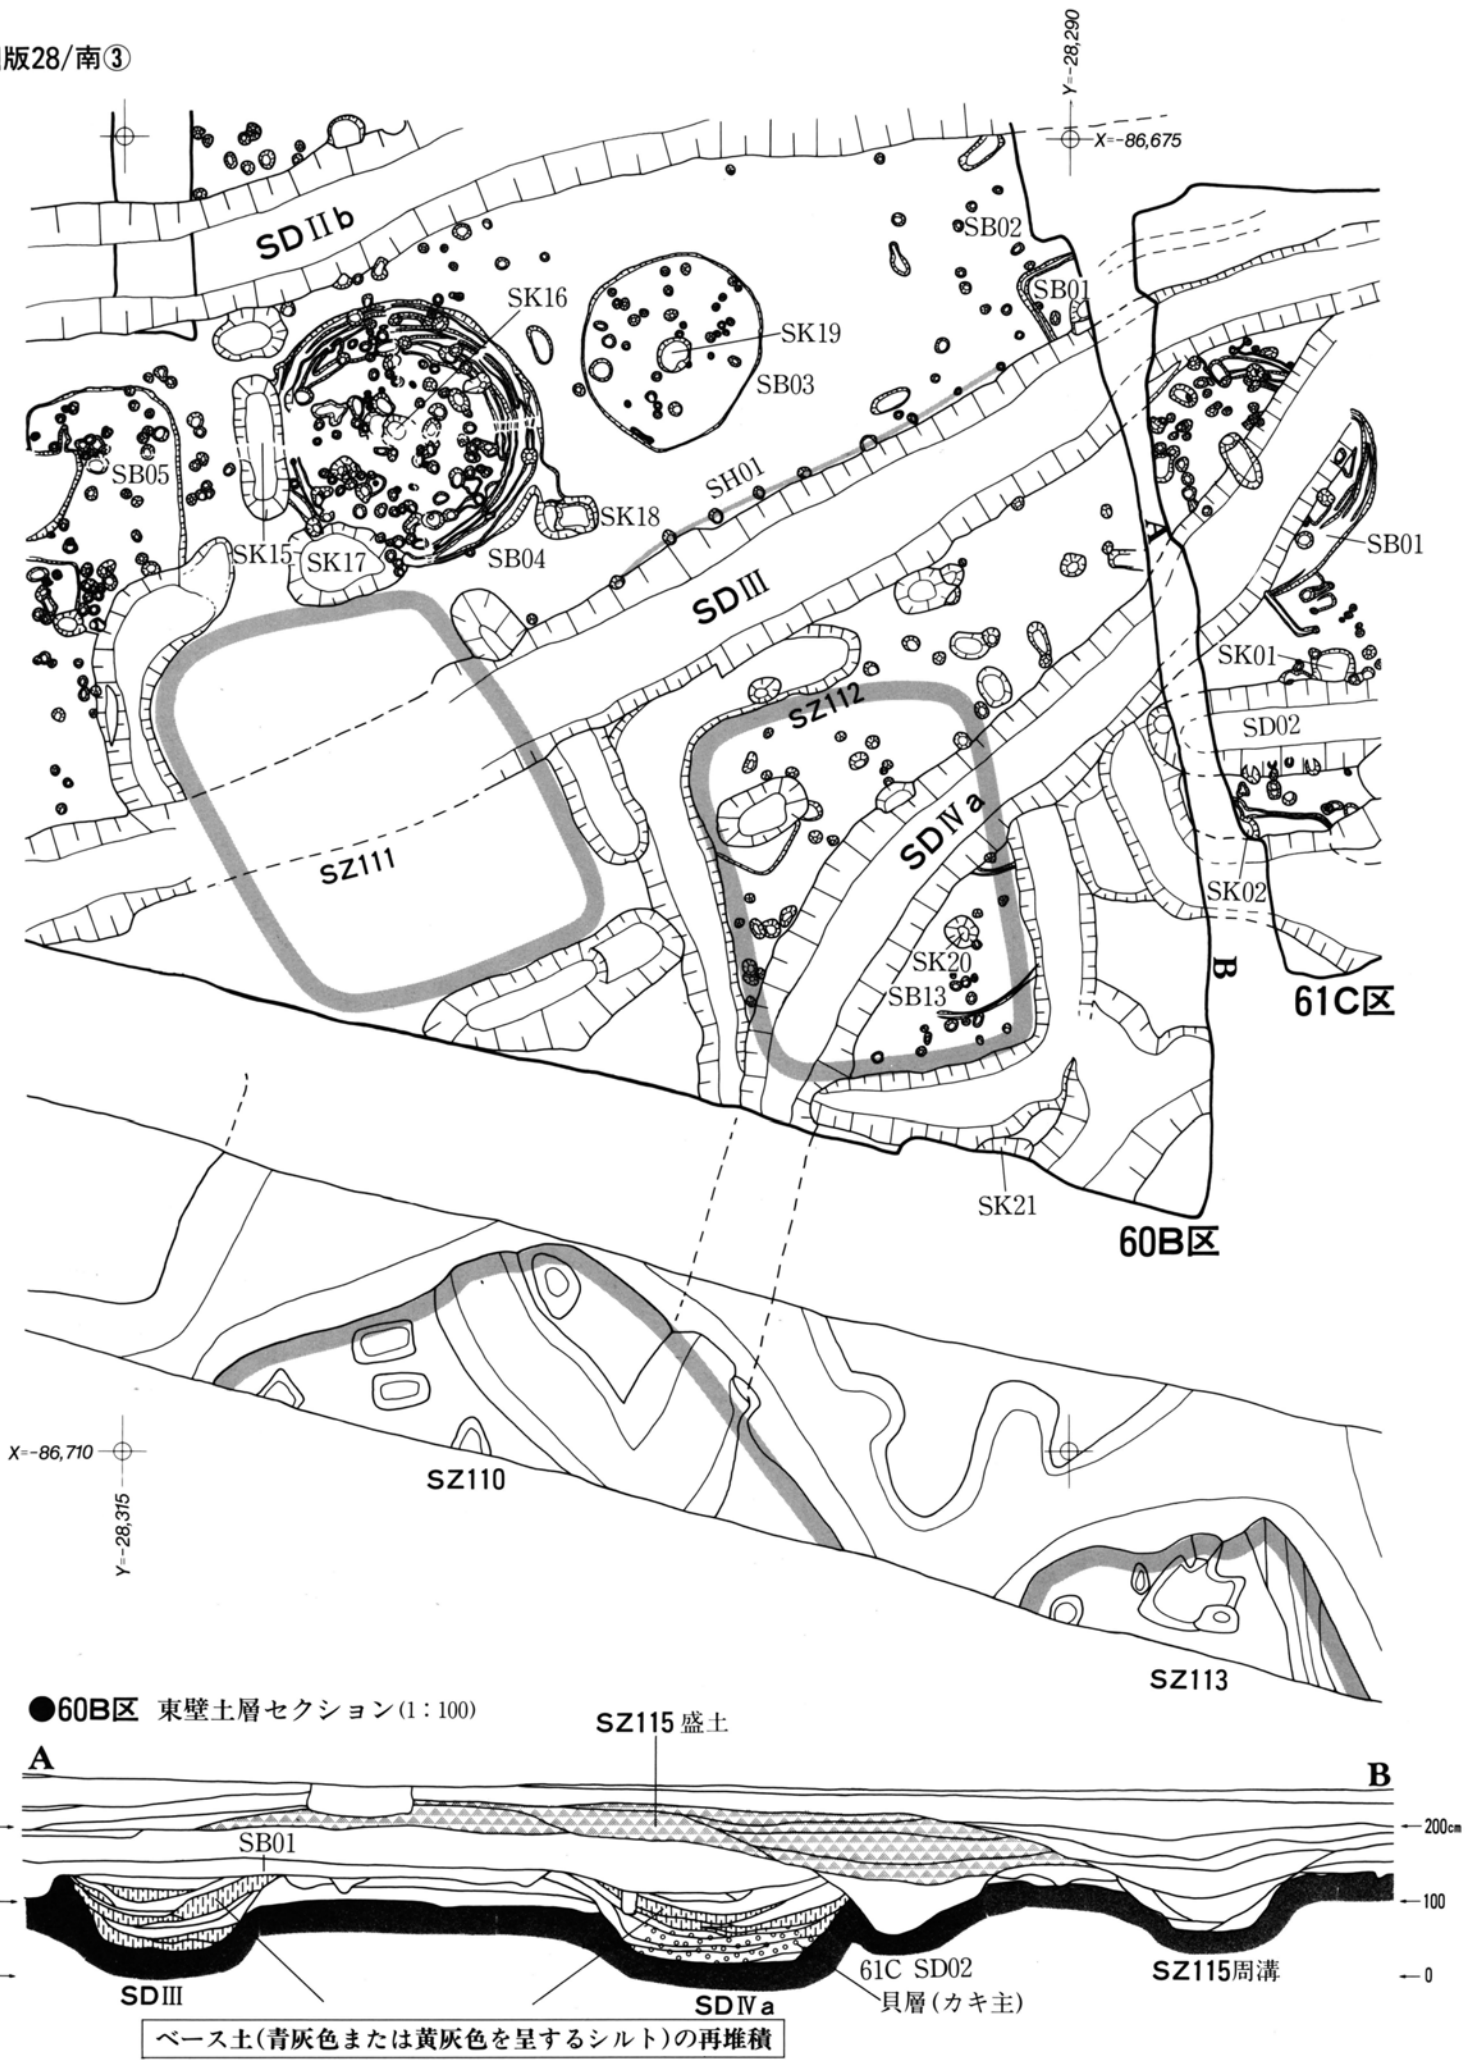 版28/南③
Y=-28,290
X=-86,675
SDⅡb
SB02
SK16
SB01
SK19
SB03
SH01
SB05
SK18
SK15
SK17
SB04
SB01
SDⅢ
A
SK01
SZ112
SD02
SDⅣa
SZ111
SK02
SK20
SB13
B
61C区
SK21
60B区
X=-86,710
SZ110
Y=-28,315
SZ113
●60B区 東壁土層セクション(1：100)
SZ115盛土
A
B
200cm
SB01
100
61C SD02
SZ115周溝
0
SDⅢ
SDⅣa
貝層(カキ主)
ベース土(青灰色または黄灰色を呈するシルト)の再堆積